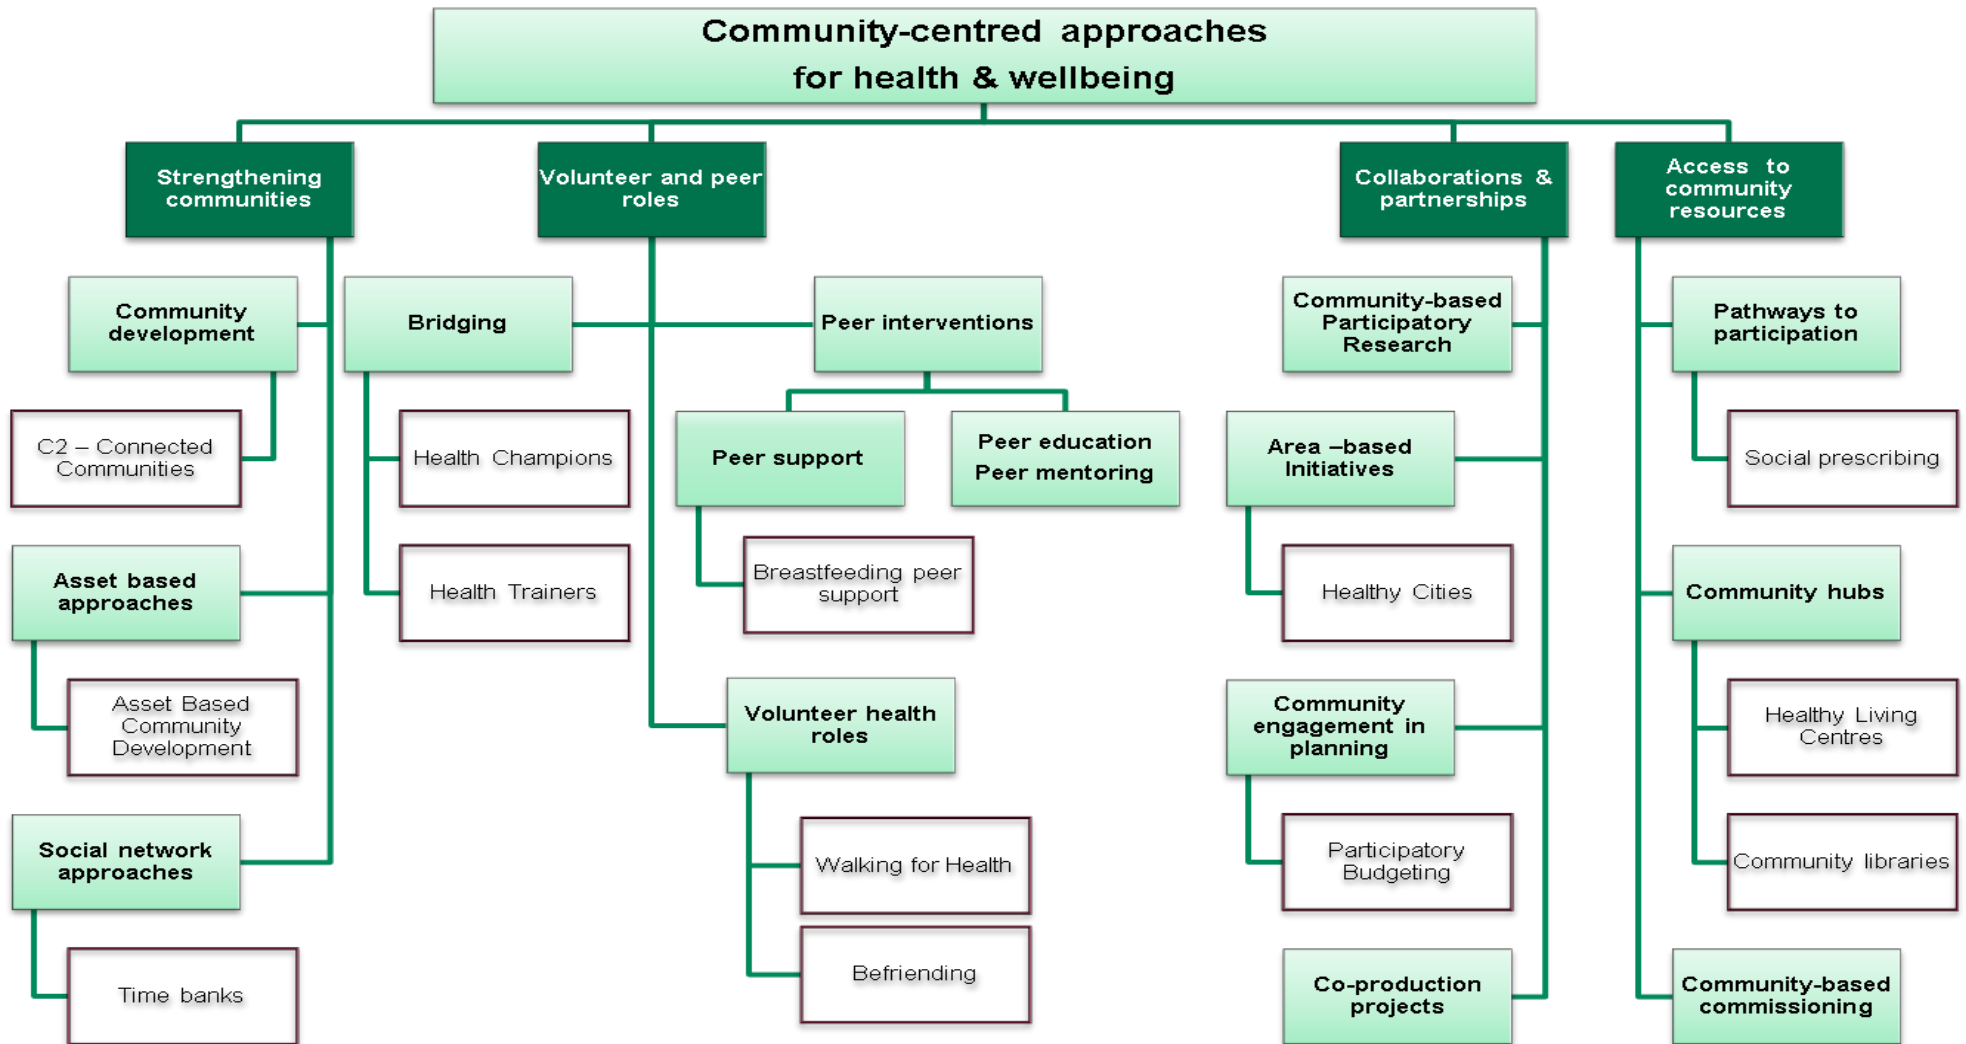 Community-centred approaches
for health & wellbeing
Strengthening
communities
Volunteer and peer
roles
Collaborations &
partnerships
Access to
community
resources
Community
development
C2 – Connected
Communities
Asset based
approaches
Asset Based
Community
Development
Social network
approaches
Time banks
Bridging
Health Champions
Health Trainers
Peer interventions
Peer support
Breastfeeding peer
support
Peer education
Peer mentoring
Volunteer health
roles
Walking for Health
Befriending
Community-based
Participatory
Research
Area –based
Initiatives
Healthy Cities
Community
engagement in
planning
Participatory
Budgeting
Co-production
projects
Pathways to
participation
Social prescribing
Community hubs
Healthy Living
Centres
Community libraries
Community-based
commissioning